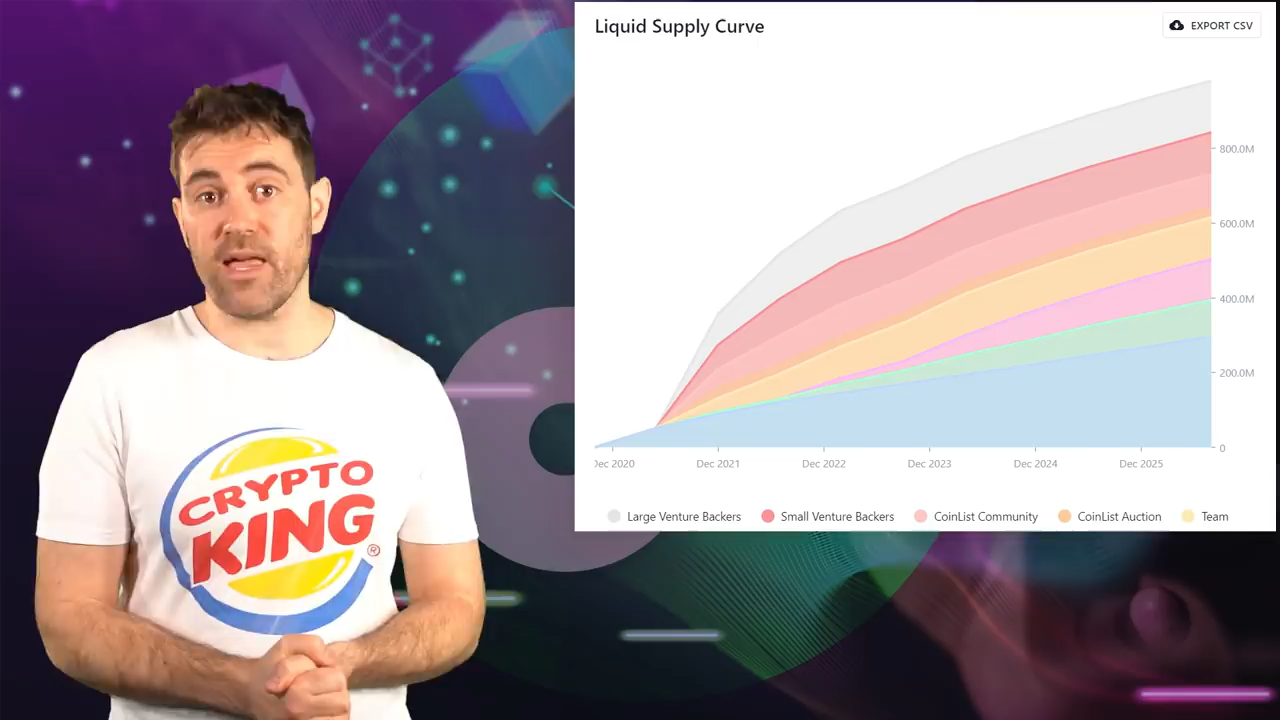 Liquid Supply Curve
EXPORT CSV
800.0M
600.0M
400.0M
200.0M
0
Dec 2020
Dec 2021
Dec 2022
Dec 2023
Dec 2024
Dec 2025
Large Venture Backers
Small Venture Backers
CoinList Community
CoinList Auction
Team
CRYPTO
KING®